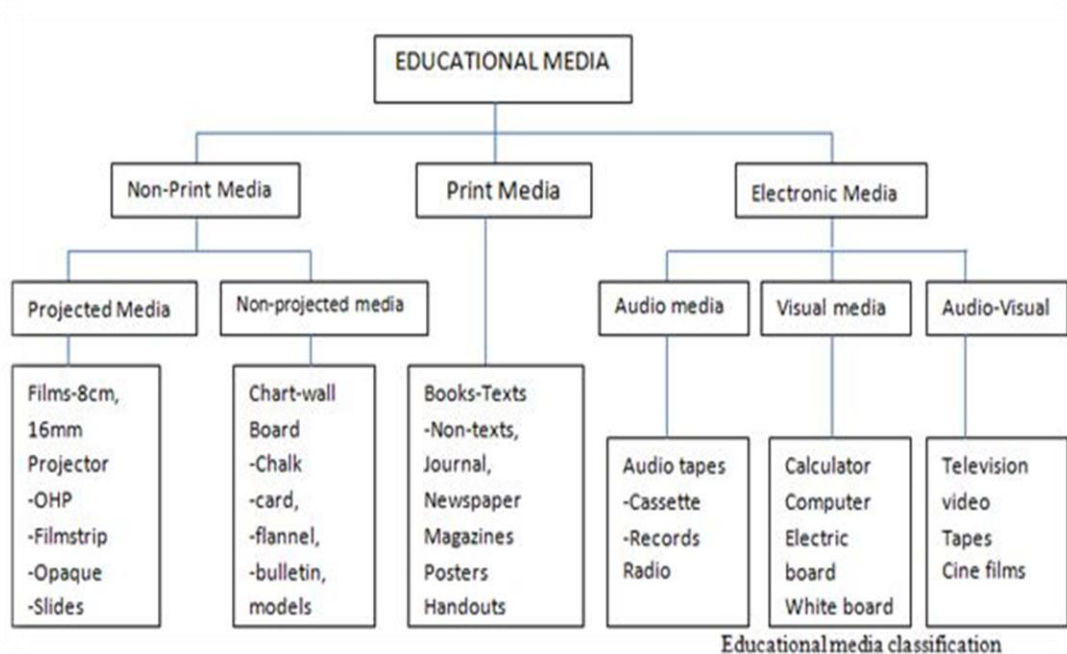 EDUCATIONAL MEDIA
Non-Print Media
Print Media
Electronic Media
Projected Media
Non-projected media
Audio media
Visual media
Audio-Visual
Films-8cm,
16mm
Projector
-OHP
-Filmstrip
-Opaque
-Slides
Chart-wall
Board
-Chalk
-card,
-flannel,
-bulletin,
models
Books-Texts
-Non-texts,
Journal,
Newspaper
Magazines
Posters
Handouts
Audio tapes
-Cassette
-Records
Radio
Calculator
Computer
Electric
board
White board
Television
video
Tapes
Cine films
Educational media classification